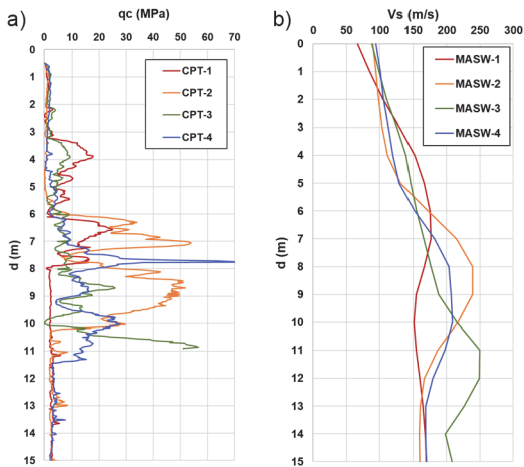 a)
qc (MPa)
0 10 20 30 40 50 60 70
0
1
2
3
4
5
6
7
8
9
10
11
12
13
14
15
d (m)
CPT-1
CPT-2
CPT-3
CPT-4
b)
Vs (m/s)
0 50 100 150 200 250 300
0
1
2
3
4
5
6
7
8
9
10
11
12
13
14
15
d (m)
MASW-1
MASW-2
MASW-3
MASW-4